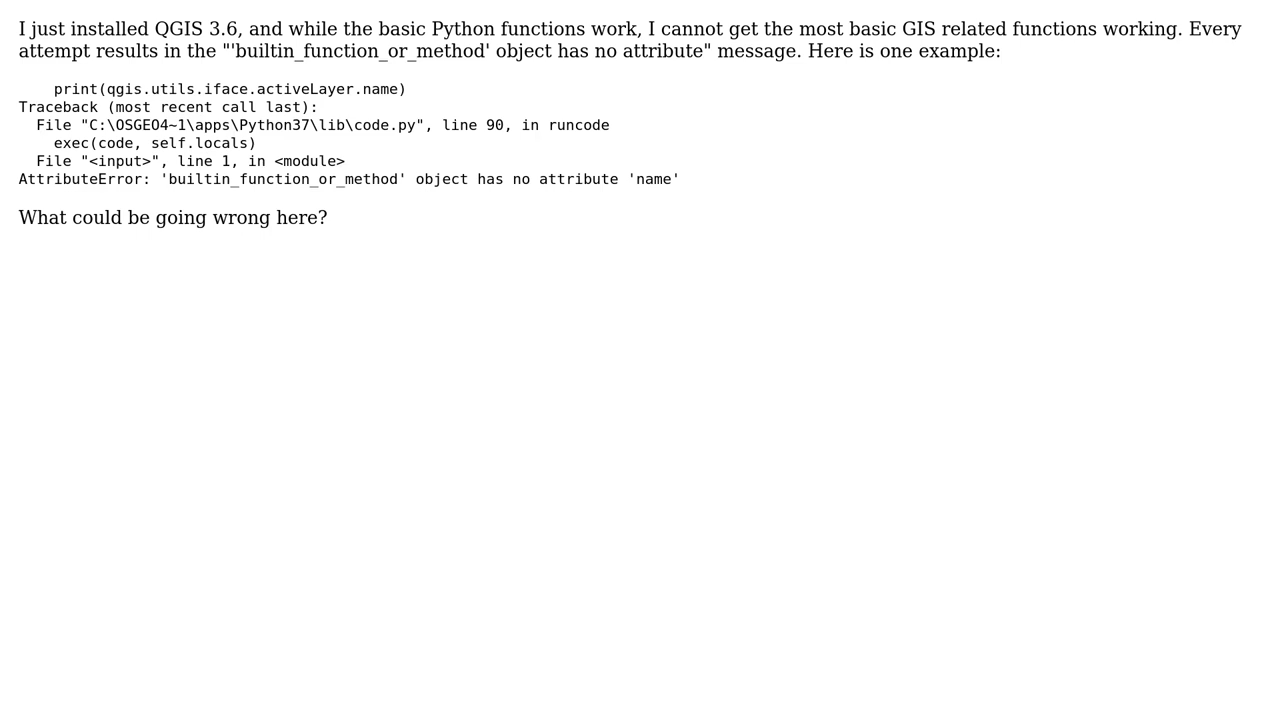 I just installed QGIS 3.6, and while the basic Python functions work, I cannot get the most basic GIS related functions working. Every
attempt results in the "'builtin_function_or_method' object has no attribute" message. Here is one example:
    print(qgis.utils.iface.activeLayer.name)
Traceback (most recent call last):
  File "C:\OSGEO4~1\apps\Python37\lib\code.py", line 90, in runcode
    exec(code, self.locals)
  File "<input>", line 1, in <module>
AttributeError: 'builtin_function_or_method' object has no attribute 'name'
What could be going wrong here?